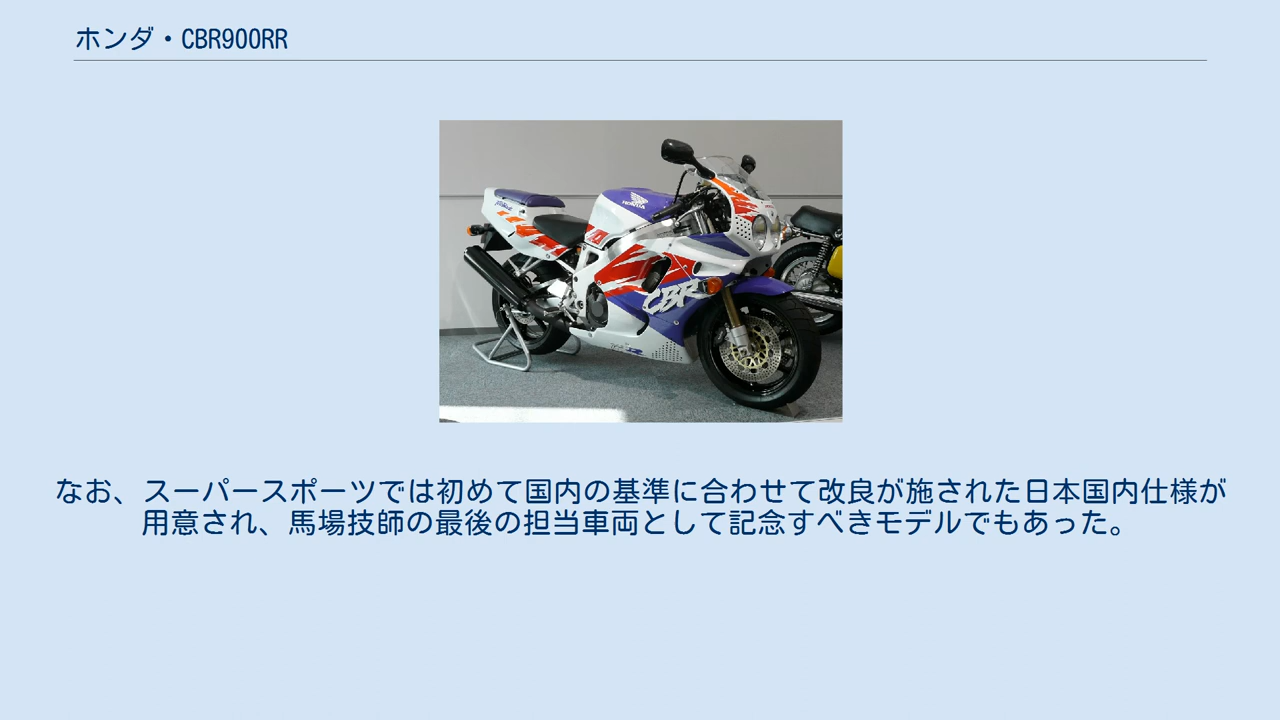 ホンダ・CBR900RR
HONDA
CBR
なお、スーパースポーツでは初めて国内の基準に合わせて改良が施された日本国内仕様が
用意され、馬場技師の最後の担当車両として記念すべきモデルでもあった。